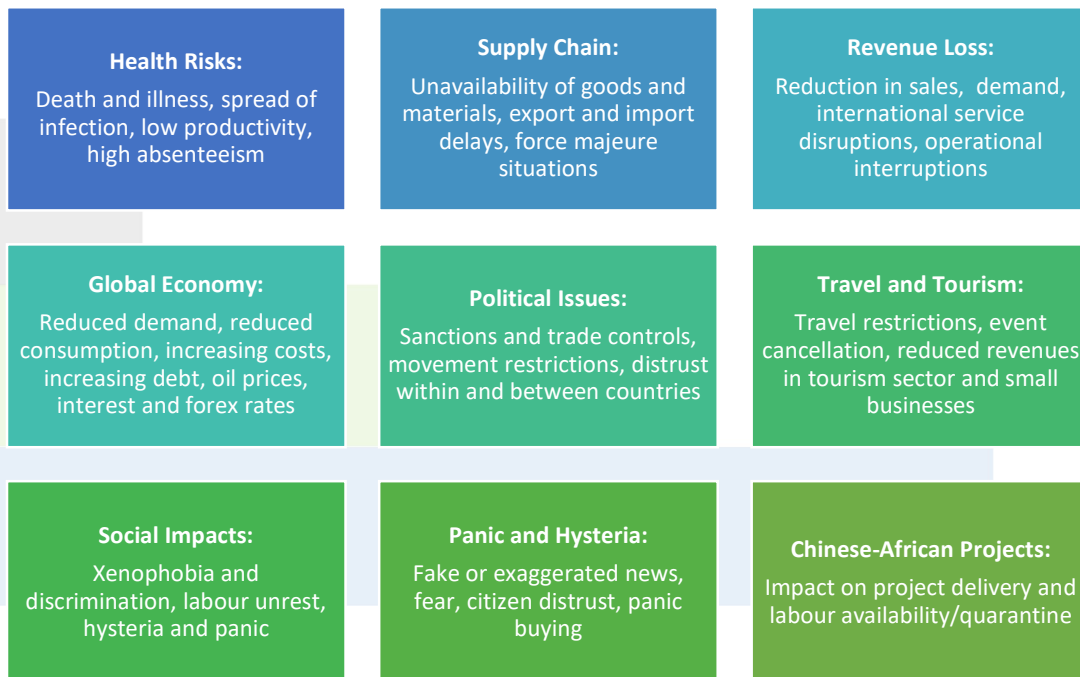 Health Risks:
Death and illness, spread of
infection, low productivity,
high absenteeism
Supply Chain:
Unavailability of goods and
materials, export and import
delays, force majeure
situations
Revenue Loss:
Reduction in sales,  demand,
international service
disruptions, operational
interruptions
Global Economy:
Reduced demand, reduced
consumption, increasing costs,
increasing debt, oil prices,
interest and forex rates
Political Issues:
Sanctions and trade controls,
movement restrictions, distrust
within and between countries
Travel and Tourism:
Travel restrictions, event
cancellation, reduced revenues
in tourism sector and small
businesses
Social Impacts:
Xenophobia and
discrimination, labour unrest,
hysteria and panic
Panic and Hysteria:
Fake or exaggerated news,
fear, citizen distrust, panic
buying
Chinese-African Projects:
Impact on project delivery and
labour availability/quarantine